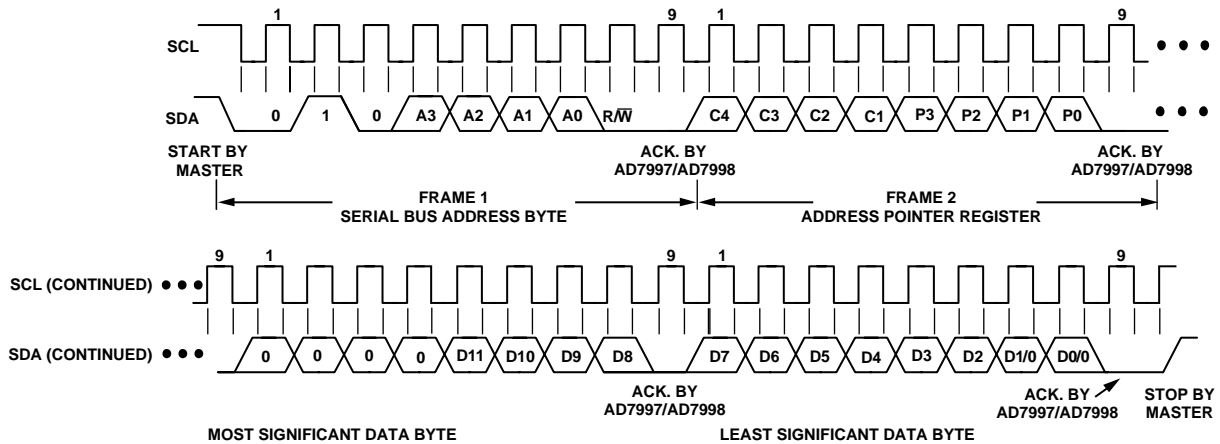 1 9 1 9
SCL
SDA 0 1 0 A3 A2 A1 A0 R/W̅ C4 C3 C2 C1 P3 P2 P1 P0
START BY
MASTER
ACK. BY
AD7997/AD7998
ACK. BY
AD7997/AD7998
FRAME 1
SERIAL BUS ADDRESS BYTE
FRAME 2
ADDRESS POINTER REGISTER
9 1 9 1 9
SCL (CONTINUED)
SDA (CONTINUED) 0 0 0 0 D11 D10 D9 D8 D7 D6 D5 D4 D3 D2 D1/0 D0/0
ACK. BY
AD7997/AD7998
ACK. BY
AD7997/AD7998
STOP BY
MASTER
MOST SIGNIFICANT DATA BYTE
LEAST SIGNIFICANT DATA BYTE